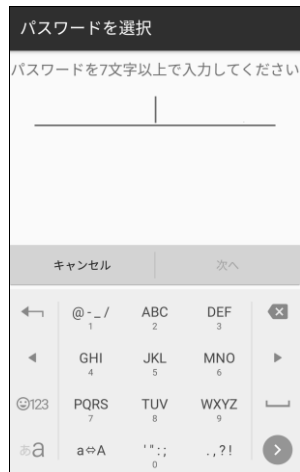 パスワードを選択
パスワードを7文字以上で入力してください
キャンセル 次へ
@-_/ ABC DEF
1 2 3
GHI JKL MNO
4 5 6
123 PQRS TUV WXYZ
7 8 9
あa a⇔A '":; .,?!
0